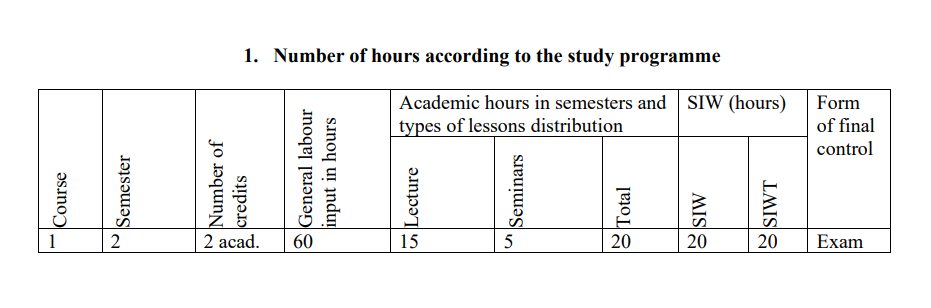 1. Number of hours according to the study programme
Course
Semester
Number of
credits
General labour
input in hours
Academic hours in semesters and
types of lessons distribution
SIW (hours)
Form
of final
control
Lecture
Seminars
Total
SIW
SIWT
1 2 2 acad. 60 15 5 20 20 20 Exam